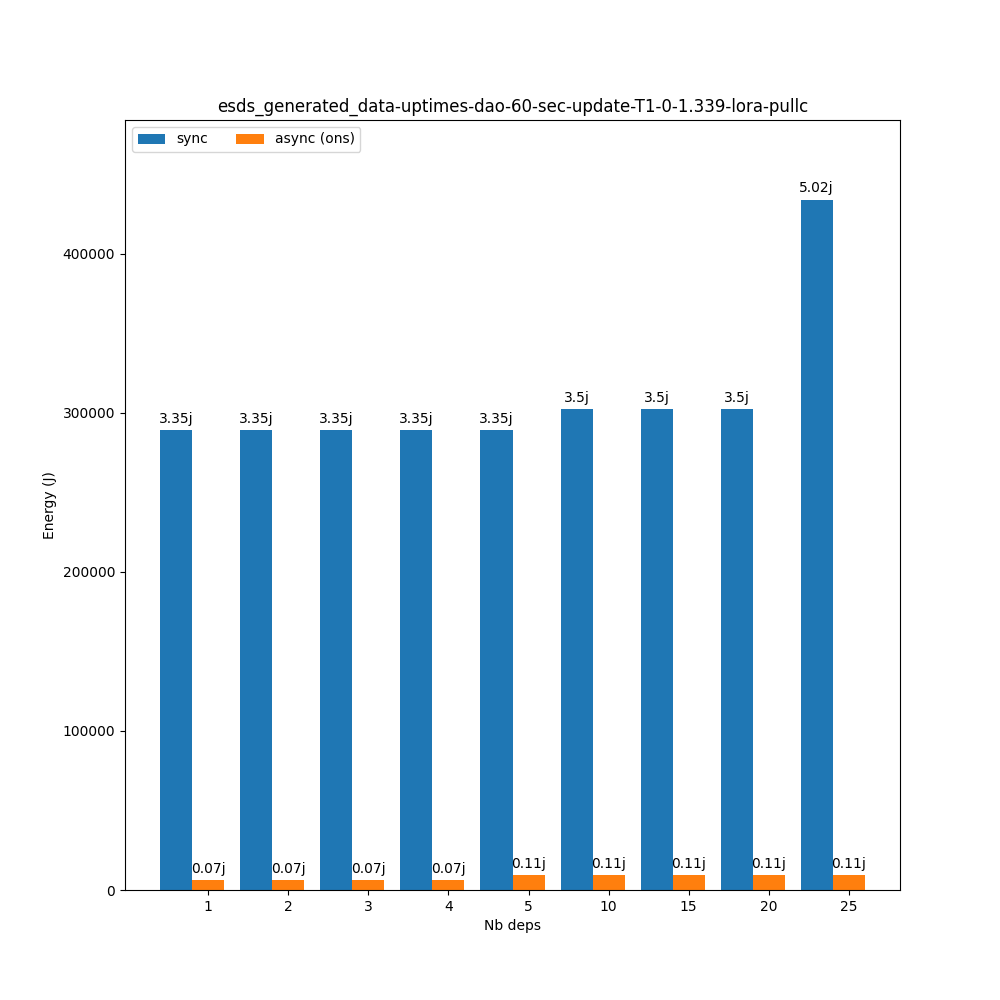 esds_generated_data-uptimes-dao-60-sec-update-T1-0-1.339-lora-pullc
sync async (ons)
5.02j
400000
3.5j 3.5j 3.5j
300000
3.35j 3.35j 3.35j 3.35j 3.35j
Energy (J)
200000
100000
0.11j 0.11j 0.11j 0.11j 0.11j
0.07j 0.07j 0.07j 0.07j
0
1 2 3 4 5 10 15 20 25
Nb deps